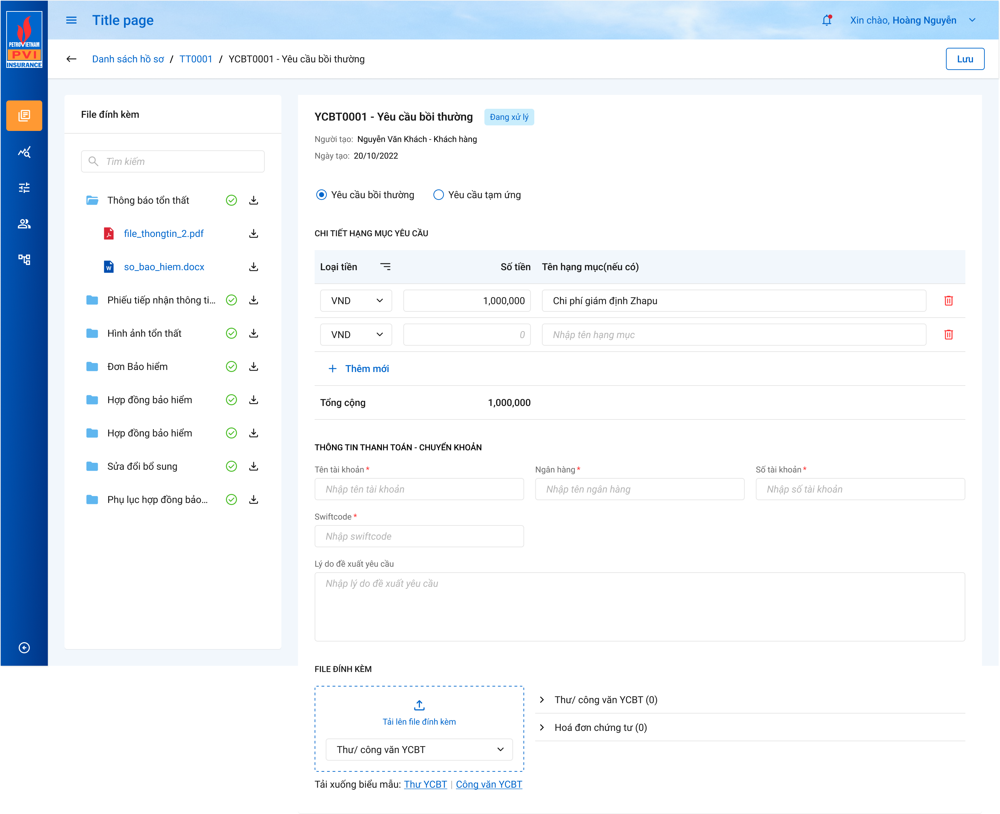 PETROVIETNAM
PVI
INSURANCE
Title page
Xin chào, Hoàng Nguyễn
Danh sách hồ sơ / TT0001 / YCBT0001 - Yêu cầu bồi thường
Lưu
File đính kèm
Tìm kiếm
Thông báo tổn thất
file_thongtin_2.pdf
so_bao_hiem.docx
Phiếu tiếp nhận thông ti...
Hình ảnh tổn thất
Đơn Bảo hiểm
Hợp đồng bảo hiểm
Hợp đồng bảo hiểm
Sửa đổi bổ sung
Phụ lục hợp đồng bảo...
YCBT0001 - Yêu cầu bồi thường
Đang xử lý
Người tạo: Nguyễn Văn Khách - Khách hàng
Ngày tạo: 20/10/2022
Yêu cầu bồi thường
Yêu cầu tạm ứng
CHI TIẾT HẠNG MỤC YÊU CẦU
Loại tiền Số tiền Tên hạng mục(nếu có)
VND 1,000,000 Chi phí giám định Zhapu
VND 0 Nhập tên hạng mục
+ Thêm mới
Tổng cộng 1,000,000
THÔNG TIN THANH TOÁN - CHUYỂN KHOẢN
Tên tài khoản * Ngân hàng * Số tài khoản *
Nhập tên tài khoản Nhập tên ngân hàng Nhập số tài khoản
Swiftcode *
Nhập swiftcode
Lý do đề xuất yêu cầu
Nhập lý do đề xuất yêu cầu
FILE ĐÍNH KÈM
Tải lên file đính kèm
Thư/ công văn YCBT
Thư/ công văn YCBT (0)
Hoá đơn chứng tư (0)
Tải xuống biểu mẫu: Thư YCBT | Công văn YCBT